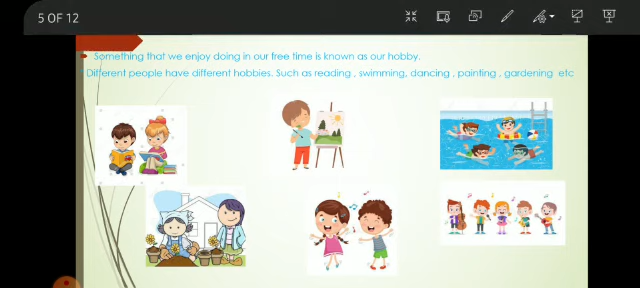 5 OF 12
Something that we enjoy doing in our free time is known as our hobby.
Different people have different hobbies. Such as reading , swimming, dancing , painting , gardening etc